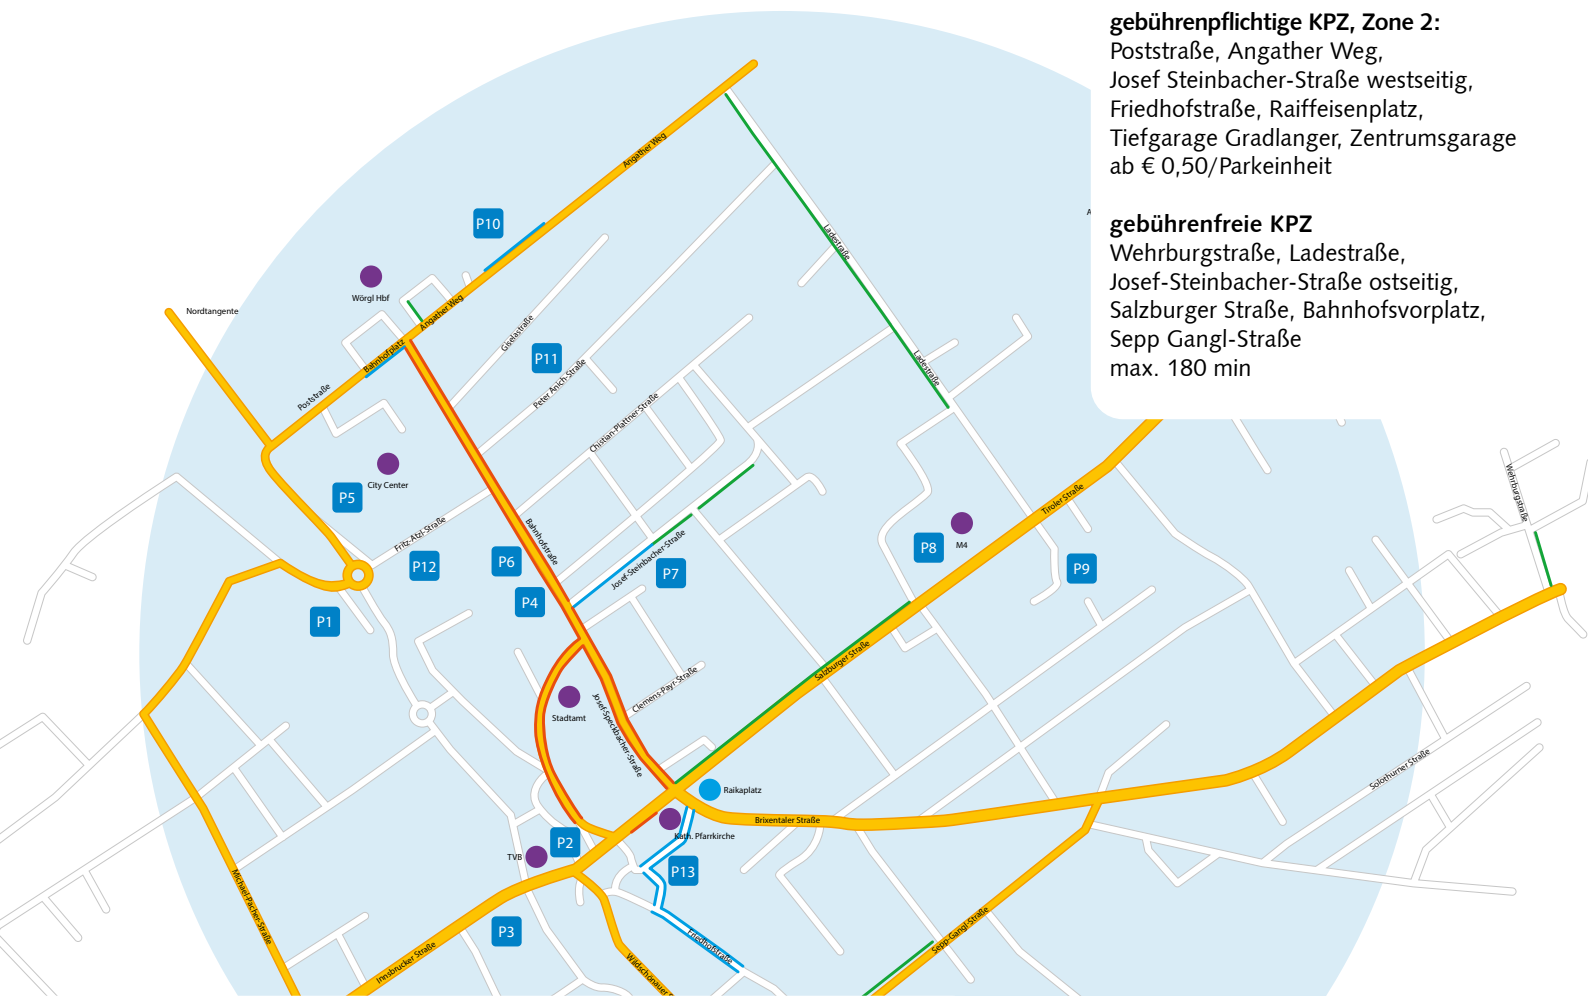 gebührenpflichtige KPZ, Zone 2:
Poststraße, Angather Weg,
Josef Steinbacher-Straße westseitig,
Friedhofstraße, Raiffeisenplatz,
Tiefgarage Gradlanger, Zentrumsgarage
ab € 0,50/Parkeinheit
gebührenfreie KPZ
Wehrburgstraße, Ladestraße,
Josef-Steinbacher-Straße ostseitig,
Salzburger Straße, Bahnhofsvorplatz,
Sepp Gangl-Straße
max. 180 min
Angather Weg
A
P10
Ladestraße
Wörgl Hbf
Nordtangente
Angather Weg
Giselastraße
Bahnhofplatz
P11
Ladestraße
Peter Anich-Straße
Poststraße
Christian-Plattner-Straße
City Center
P5
Wehrburgstraße
Tiroler Straße
Fritz-Atzl-Straße
Bahnhofstraße
M4
P8
P12
P6
Josef-Steinbacher-Straße
P7
P9
P4
P1
Salzburger Straße
Clemens-Payr-Straße
Stadtamt
Josef-Speckbacher-Straße
Solothurner Straße
Raikaplatz
Brixentaler Straße
Kath. Pfarrkirche
P2
TVB
P13
Michael-Pacher-Straße
P3
Sepp-Gangl-Straße
Friedhofstraße
Innsbrucker Straße
Wildschönauer